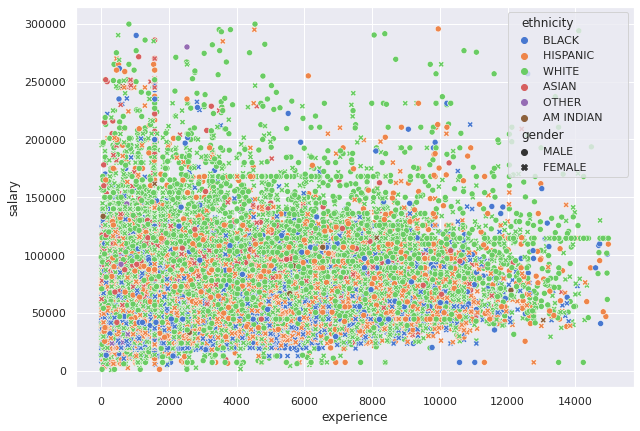 300000
250000
200000
150000
100000
50000
0
salary
0 2000 4000 6000 8000 10000 12000 14000
experience
ethnicity
BLACK
HISPANIC
WHITE
ASIAN
OTHER
AM INDIAN
gender
MALE
FEMALE